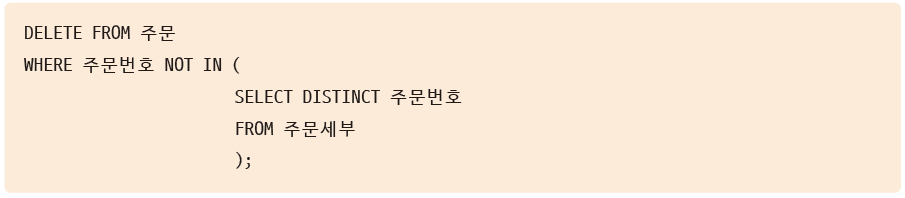 DELETE FROM 주문
WHERE 주문번호 NOT IN (
SELECT DISTINCT 주문번호
FROM 주문세부
);